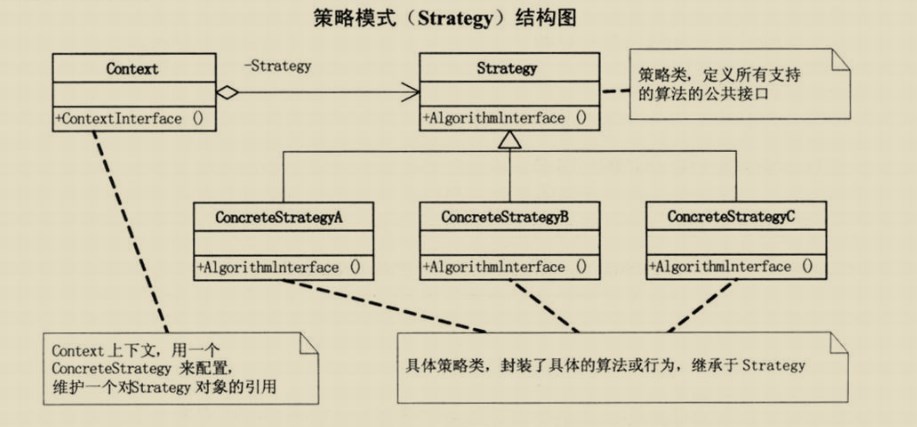 策略模式（Strategy）结构图
Context
-Strategy
Strategy
策略类，定义所有支持
的算法的公共接口
+ContextInterface ()
+AlgorithmInterface ()
ConcreteStrategyA
ConcreteStrategyB
ConcreteStrategyC
+AlgorithmInterface ()
+AlgorithmInterface ()
+AlgorithmInterface ()
Context 上下文，用一个
ConcreteStrategy 来配置，
维护一个对Strategy 对象的引用
具体策略类，封装了具体的算法或行为，继承于 Strategy